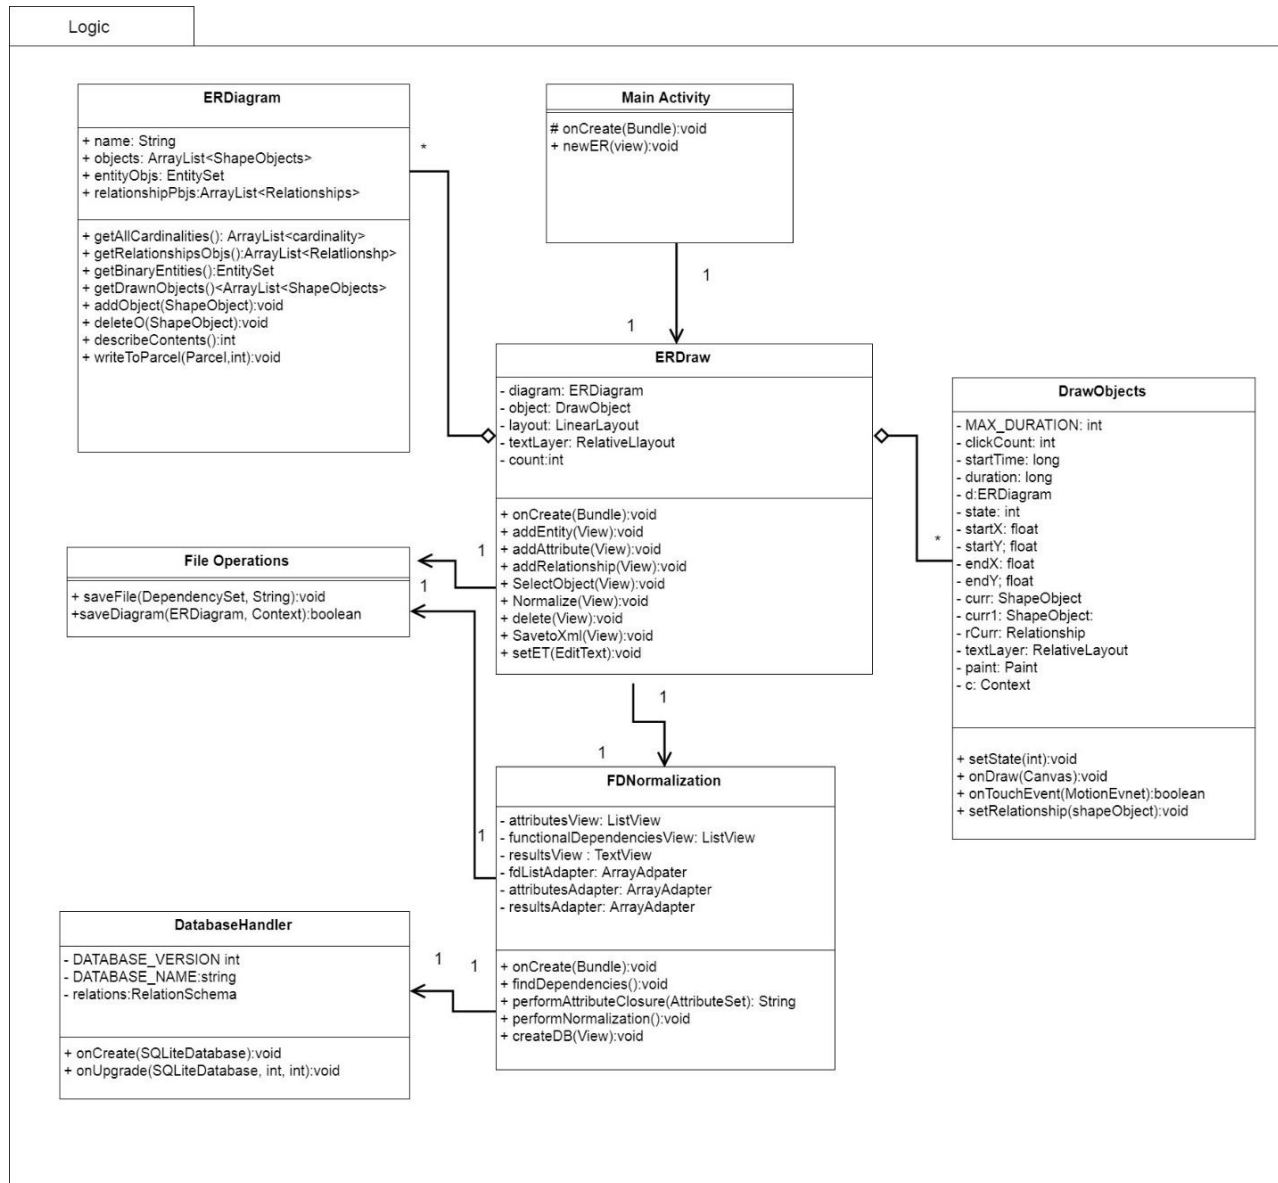 Logic
ERDiagram
+ name: String
+ objects: ArrayList<ShapeObjects>
+ entityObjs: EntitySet
+ relationshipPbjs:ArrayList<Relationships>
+ getAllCardinalities(): ArrayList<cardinality>
+ getRelationshipsObjs():ArrayList<Relatlionshp>
+ getBinaryEntities():EntitySet
+ getDrawnObjects()<ArrayList<ShapeObjects>
+ addObject(ShapeObject):void
+ deleteO(ShapeObject):void
+ describeContents():int
+ writeToParcel(Parcel,int):void
*
Main Activity
# onCreate(Bundle):void
+ newER(view):void
1
1
ERDraw
- diagram: ERDiagram
- object: DrawObject
- layout: LinearLayout
- textLayer: RelativeLlayout
- count:int
+ onCreate(Bundle):void
+ addEntity(View):void
+ addAttribute(View):void
+ addRelationship(View):void
+ SelectObject(View):void
+ Normalize(View):void
+ delete(View):void
+ SavetoXml(View):void
+ setET(EditText):void
DrawObjects
- MAX_DURATION: int
- clickCount: int
- startTime: long
- duration: long
- d:ERDiagram
- state: int
- startX: float
- startY; float
- endX: float
- endY; float
- curr: ShapeObject
- curr1: ShapeObject:
- rCurr: Relationship
- textLayer: RelativeLayout
- paint: Paint
- c: Context
+ setState(int):void
+ onDraw(Canvas):void
+ onTouchEvent(MotionEvnet):boolean
+ setRelationship(shapeObject):void
*
File Operations
+ saveFile(DependencySet, String):void
+saveDiagram(ERDiagram, Context):boolean
1
1
1
1
1
FDNormalization
- attributesView: ListView
- functionalDependenciesView: ListView
- resultsView : TextView
- fdListAdapter: ArrayAdpater
- attributesAdapter: ArrayAdapter
- resultsAdapter: ArrayAdapter
+ onCreate(Bundle):void
+ findDependencies():void
+ performAttributeClosure(AttributeSet): String
+ performNormalization():void
+ createDB(View):void
DatabaseHandler
- DATABASE_VERSION int
- DATABASE_NAME:string
- relations:RelationSchema
+ onCreate(SQLiteDatabase):void
+ onUpgrade(SQLiteDatabase, int, int):void
1
1